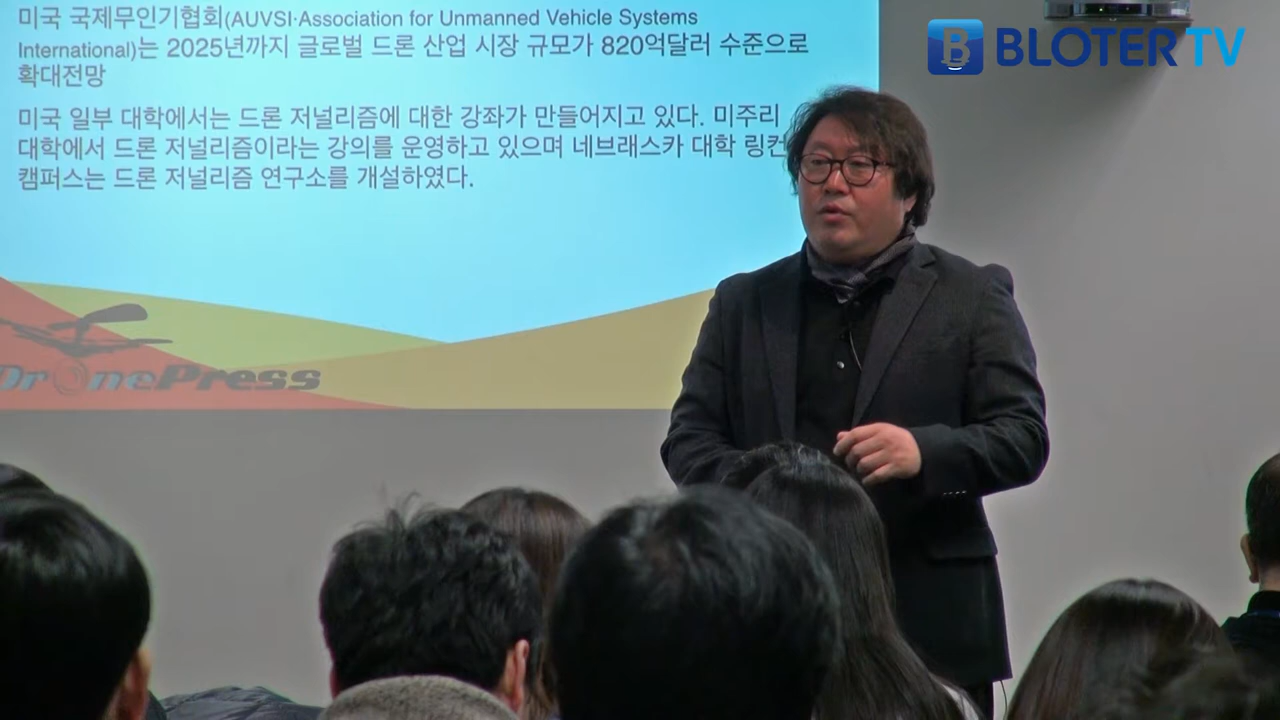 미국 국제무인기협회(AUVSI·Association for Unmanned Vehicle Systems
International)는 2025년까지 글로벌 드론 산업 시장 규모가 820억달러 수준으로
확대전망
미국 일부 대학에서는 드론 저널리즘에 대한 강좌가 만들어지고 있다. 미주리
대학에서 드론 저널리즘이라는 강의를 운영하고 있으며 네브래스카 대학 링컨
캠퍼스는 드론 저널리즘 연구소를 개설하였다.
DronePress
B BLOTER TV